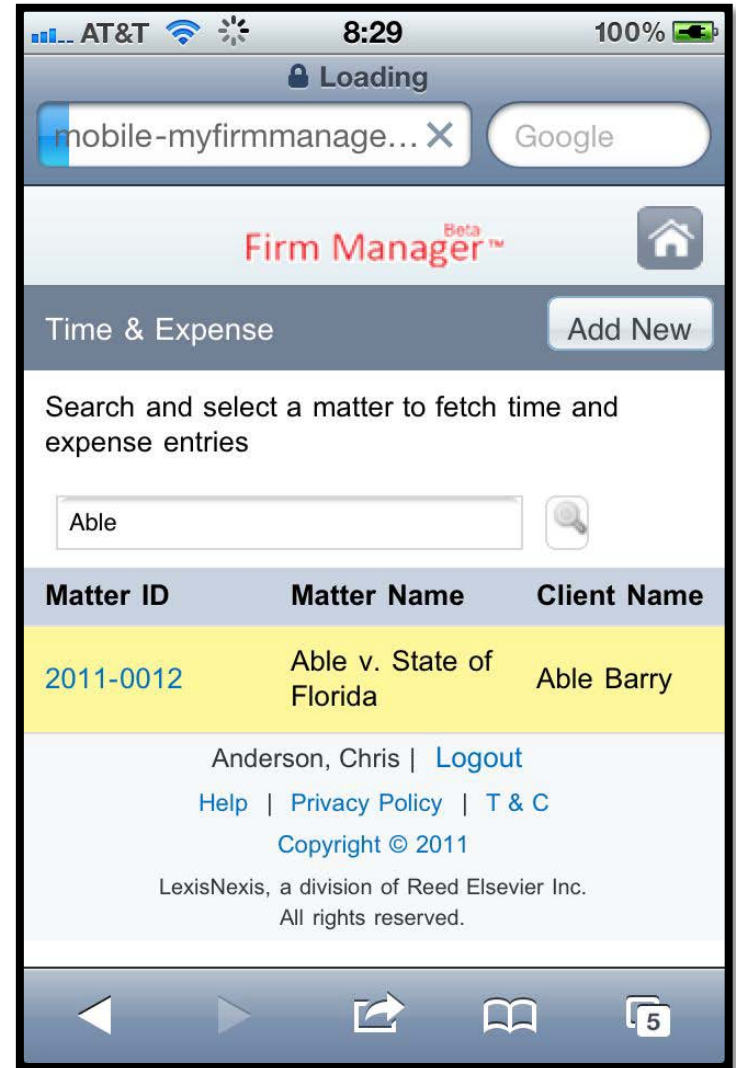 AT&T 8:29 100%
Loading
mobile-myfirmmanage... Google
Firm Manager Beta ™
Time & Expense Add New
Search and select a matter to fetch time and
expense entries
Able
Matter ID Matter Name Client Name
2011-0012 Able v. State of Florida Able Barry
Anderson, Chris | Logout
Help | Privacy Policy | T & C
Copyright © 2011
LexisNexis, a division of Reed Elsevier Inc.
All rights reserved.
5